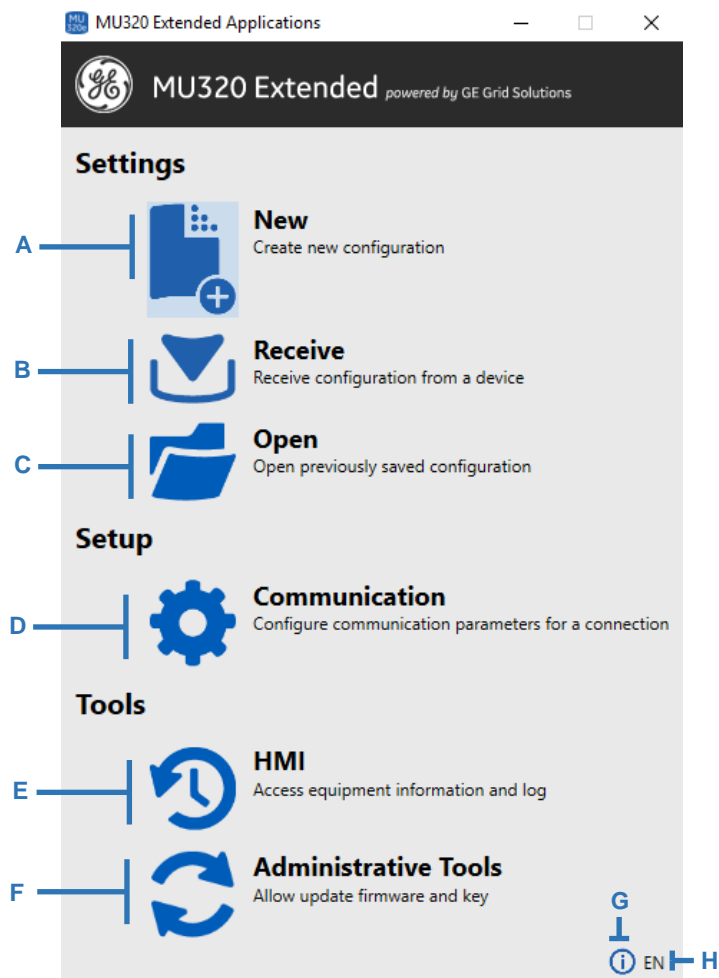 MU
320e
MU320 Extended Applications
GE
MU320 Extended powered by GE Grid Solutions
Settings
A
New
Create new configuration
B
Receive
Receive configuration from a device
C
Open
Open previously saved configuration
Setup
D
Communication
Configure communication parameters for a connection
Tools
E
HMI
Access equipment information and log
F
Administrative Tools
Allow update firmware and key
G
i EN
H